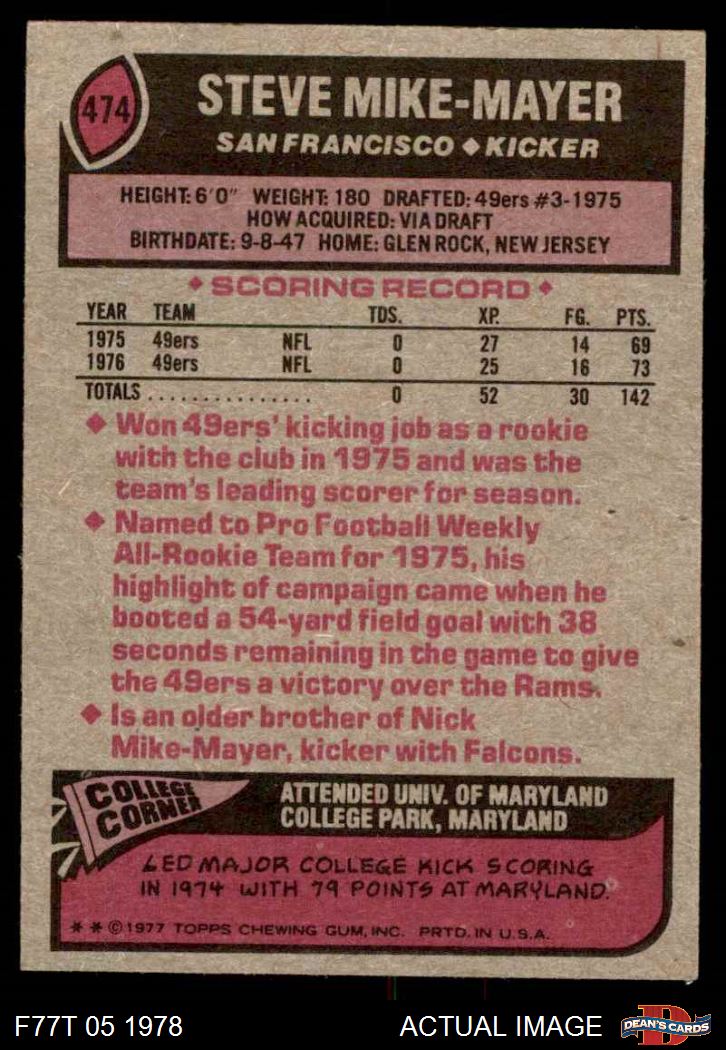 474
STEVE MIKE-MAYER
SAN FRANCISCO ◆ KICKER
HEIGHT: 6'0" WEIGHT: 180 DRAFTED: 49ers #3-1975
HOW ACQUIRED: VIA DRAFT
BIRTHDATE: 9-8-47 HOME: GLEN ROCK, NEW JERSEY
◆ SCORING RECORD ◆
YEAR TEAM TDS. XP. FG. PTS.
1975 49ers NFL 0 27 14 69
1976 49ers NFL 0 25 16 73
TOTALS ............... 0 52 30 142
◆ Won 49ers' kicking job as a rookie
with the club in 1975 and was the
team's leading scorer for season.
◆ Named to Pro Football Weekly
All-Rookie Team for 1975, his
highlight of campaign came when he
booted a 54-yard field goal with 38
seconds remaining in the game to give
the 49ers a victory over the Rams.
◆ Is an older brother of Nick
Mike-Mayer, kicker with Falcons.
COLLEGE
CORNER
ATTENDED UNIV. OF MARYLAND
COLLEGE PARK, MARYLAND
LED MAJOR COLLEGE KICK SCORING
IN 1974 WITH 79 POINTS AT MARYLAND.
* * © 1977 TOPPS CHEWING GUM, INC. PRTD. IN U.S.A.
F77T 05 1978 ACTUAL IMAGE
D
DEAN'S CARDS